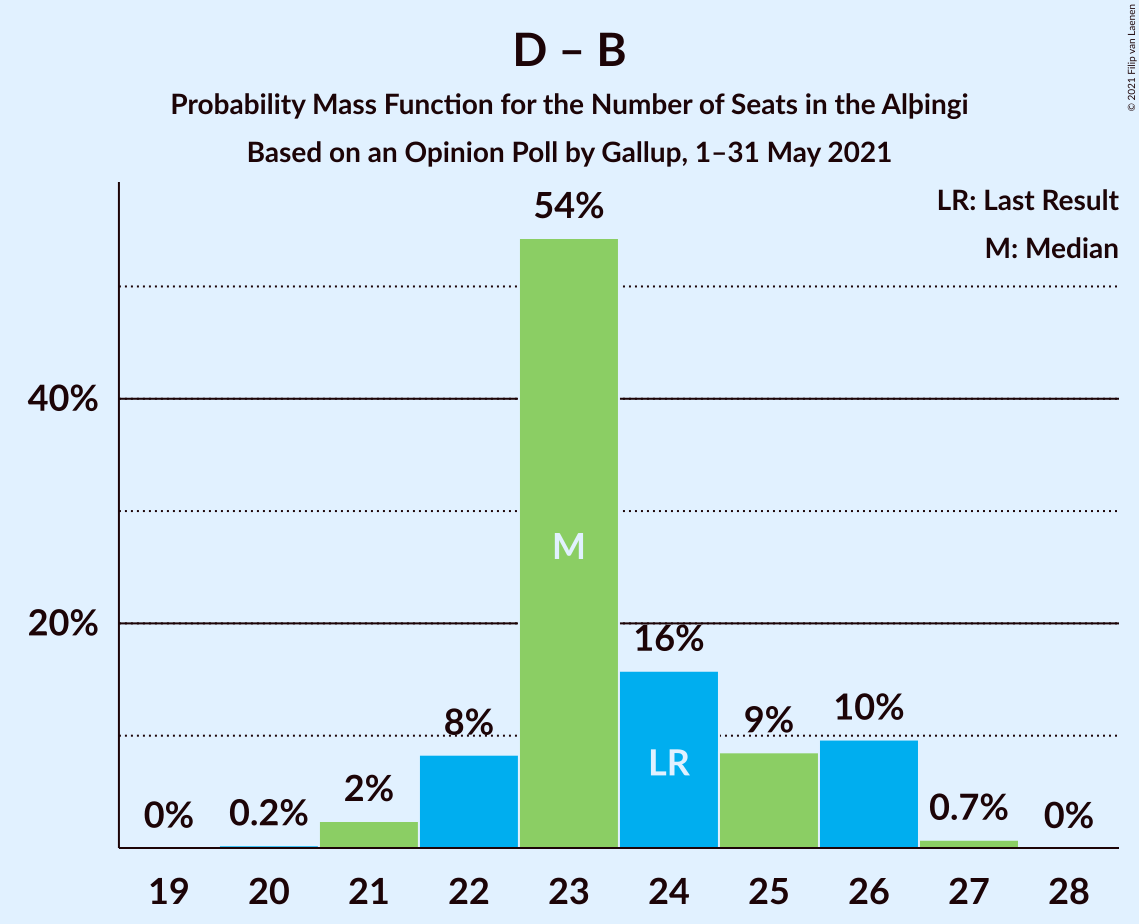 D – B
Probability Mass Function for the Number of Seats in the Alþingi
Based on an Opinion Poll by Gallup, 1–31 May 2021
© 2021 Filip van Laenen
LR: Last Result
M: Median
54%
40%
M
20%
16%
10%
9%
8%
LR
2%
0.7%
0.2%
0%
0%
19 20 21 22 23 24 25 26 27 28